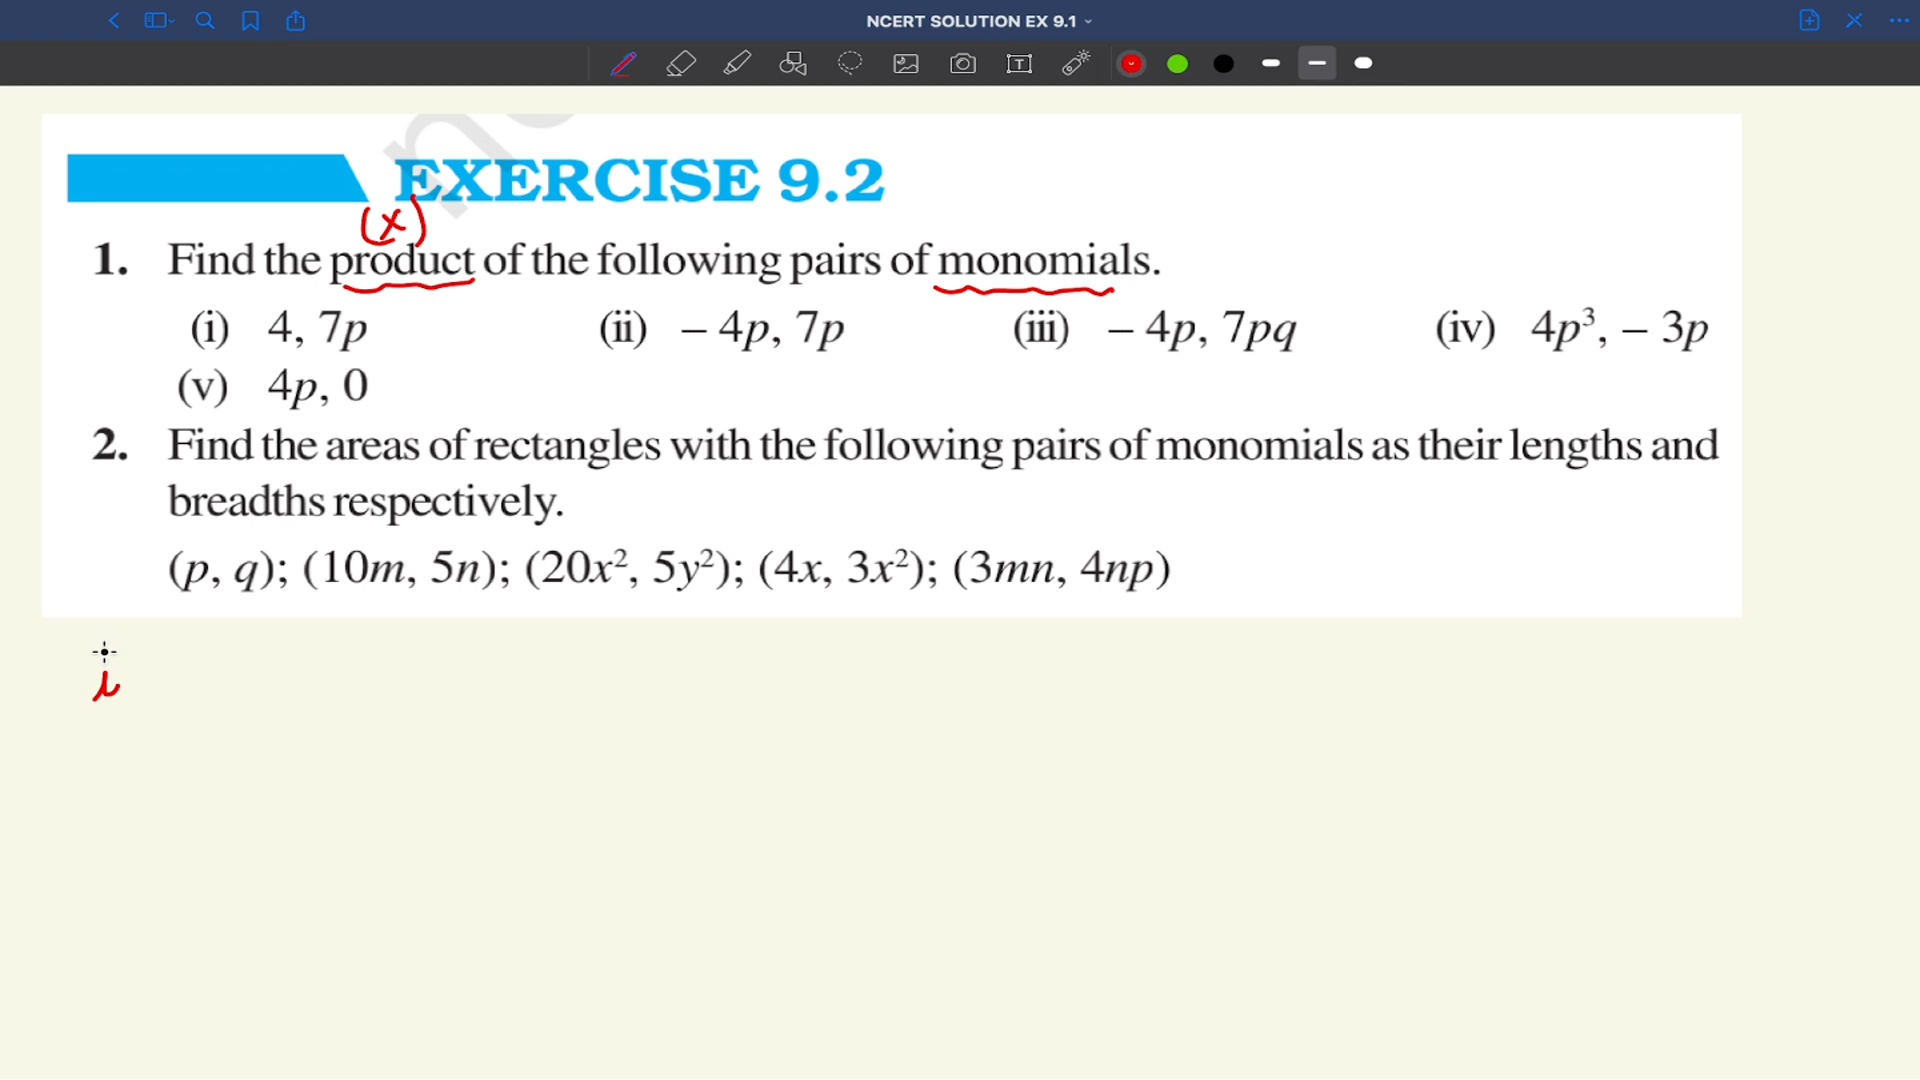 NCERT SOLUTION EX 9.1
T
EXERCISE 9.2
(x)
1. Find the product of the following pairs of monomials.
(i) 4, 7p (ii) – 4p, 7p (iii) – 4p, 7pq (iv) 4p³, – 3p
(v) 4p, 0
2. Find the areas of rectangles with the following pairs of monomials as their lengths and
breadths respectively.
(p, q); (10m, 5n); (20x², 5y²); (4x, 3x²); (3mn, 4np)
i